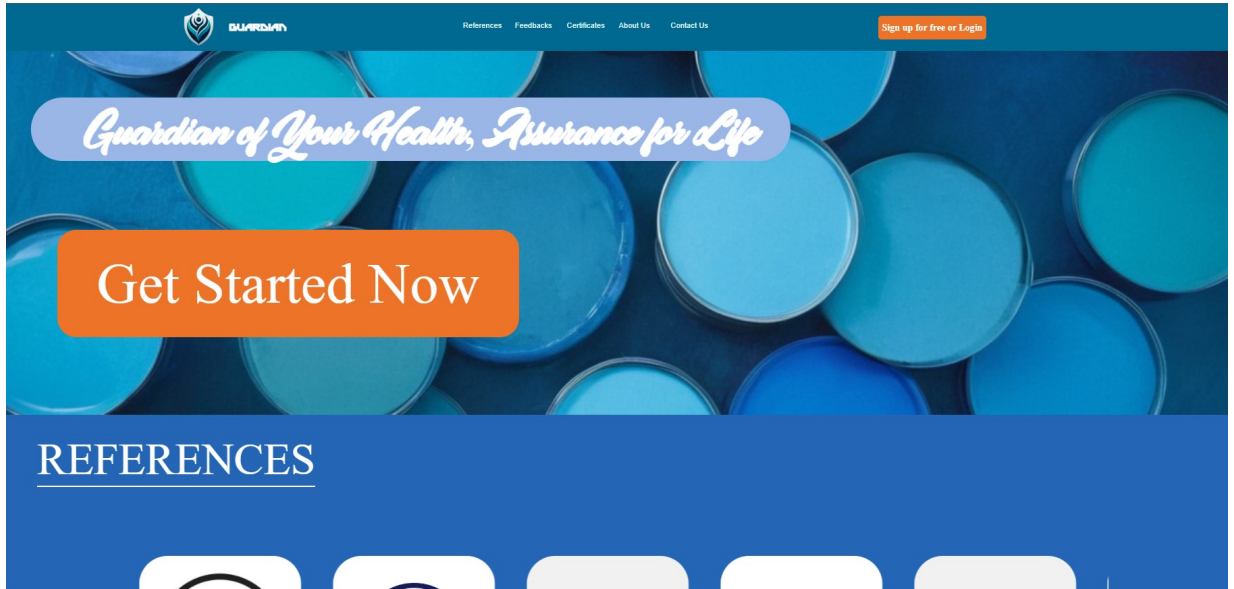 GUARDIAN
References Feedbacks Certificates About Us Contact Us
Sign up for free or Login
Guardian of Your Health, Assurance for Life
Get Started Now
REFERENCES